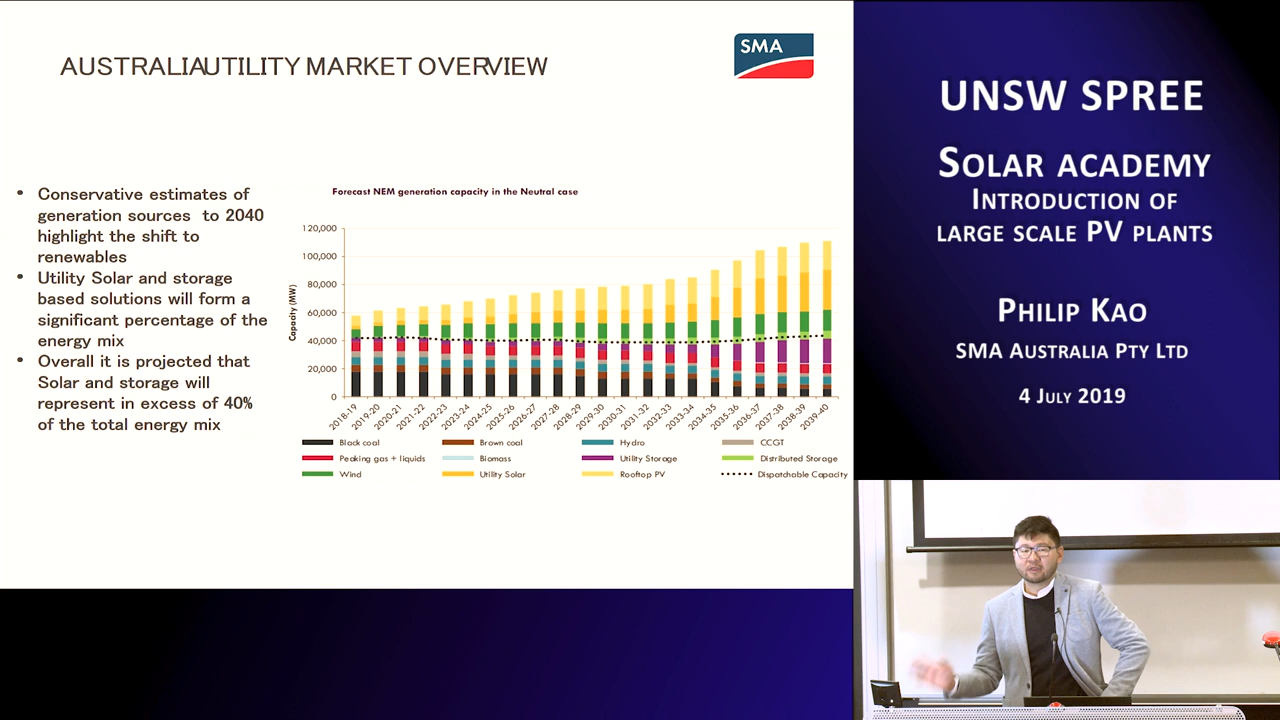 AUSTRALIAUTILITY MARKET OVERVIEW
SMA
• Conservative estimates of
generation sources to 2040
highlight the shift to
renewables
• Utility Solar and storage
based solutions will form a
significant percentage of the
energy mix
• Overall it is projected that
Solar and storage will
represent in excess of 40%
of the total energy mix
Forecast NEM generation capacity in the Neutral case
Capacity (MW)
120,000
100,000
80,000
60,000
40,000
20,000
0
2018-19 2019-20 2020-21 2021-22 2022-23 2023-24 2024-25 2025-26 2026-27 2027-28 2028-29 2029-30 2030-31 2031-32 2032-33 2033-34 2034-35 2035-36 2036-37 2037-38 2038-39 2039-40
Black coal Brown coal Hydro CCGT
Peaking gas + liquids Biomass Utility Storage Distributed Storage
Wind Utility Solar Rooftop PV Dispatchable Capacity
UNSW SPREE
SOLAR ACADEMY
INTRODUCTION OF
LARGE SCALE PV PLANTS
PHILIP KAO
SMA AUSTRALIA PTY LTD
4 JULY 2019